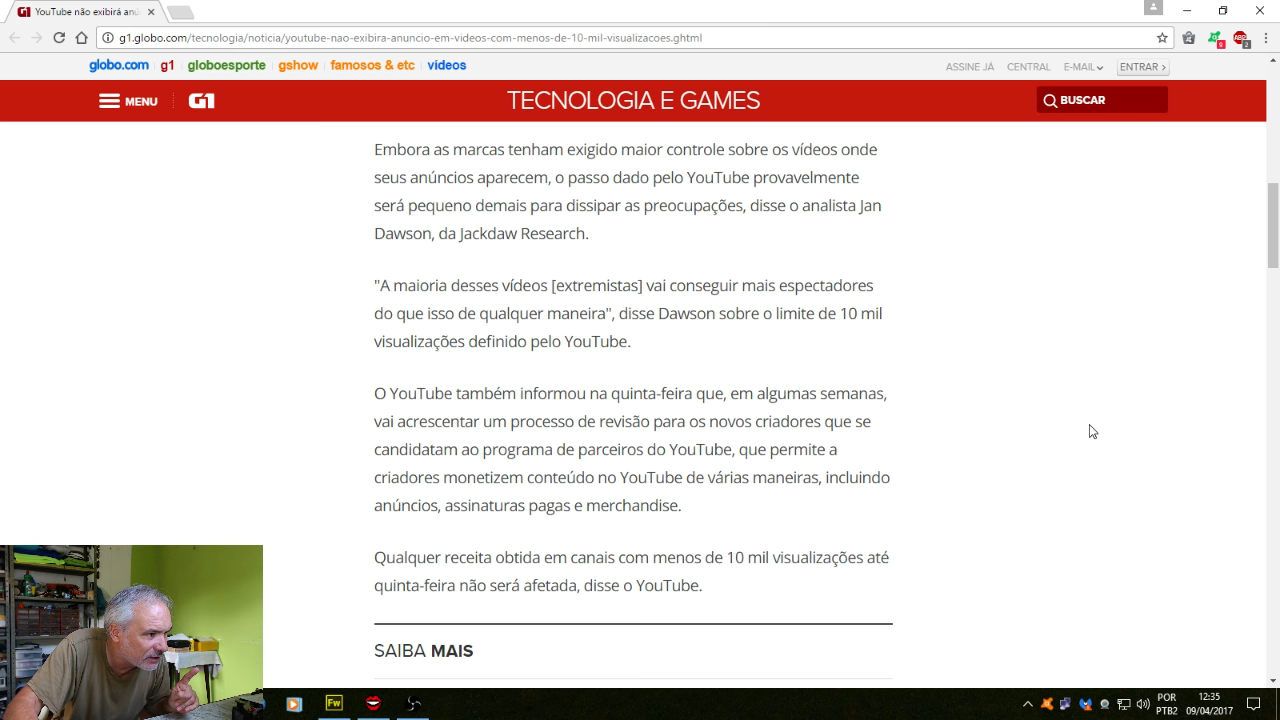 G1 YouTube não exibirá anú
g1.globo.com/tecnologia/noticia/youtube-nao-exibira-anuncio-em-videos-com-menos-de-10-mil-visualizacoes.ghtml
globo.com g1 globoesporte gshow famosos & etc vídeos ASSINE JÁ CENTRAL E-MAIL ENTRAR
MENU G1 TECNOLOGIA E GAMES BUSCAR
Embora as marcas tenham exigido maior controle sobre os vídeos onde
seus anúncios aparecem, o passo dado pelo YouTube provavelmente
será pequeno demais para dissipar as preocupações, disse o analista Jan
Dawson, da Jackdaw Research.
"A maioria desses vídeos [extremistas] vai conseguir mais espectadores
do que isso de qualquer maneira", disse Dawson sobre o limite de 10 mil
visualizações definido pelo YouTube.
O YouTube também informou na quinta-feira que, em algumas semanas,
vai acrescentar um processo de revisão para os novos criadores que se
candidatam ao programa de parceiros do YouTube, que permite a
criadores monetizem conteúdo no YouTube de várias maneiras, incluindo
anúncios, assinaturas pagas e merchandise.
Qualquer receita obtida em canais com menos de 10 mil visualizações até
quinta-feira não será afetada, disse o YouTube.
SAIBA MAIS
Fw
POR 12:35
PTB2 09/04/2017